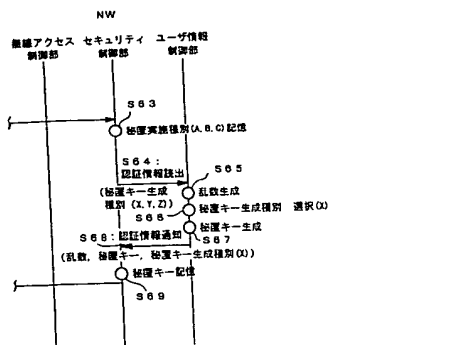 NW
無線アクセス
制御部
セキュリティ
制御部
ユーザ情報
制御部
S63
秘匿実施種別(A,B,C)記憶
S64:
認証情報読出
S65
(秘匿キー生成
種別(X,Y,Z))
乱数生成
S66
秘匿キー生成種別 選択(X)
秘匿キー生成
S67
S68:認証情報通知
(乱数,秘匿キー,秘匿キー生成種別(X))
秘匿キー記憶
S69